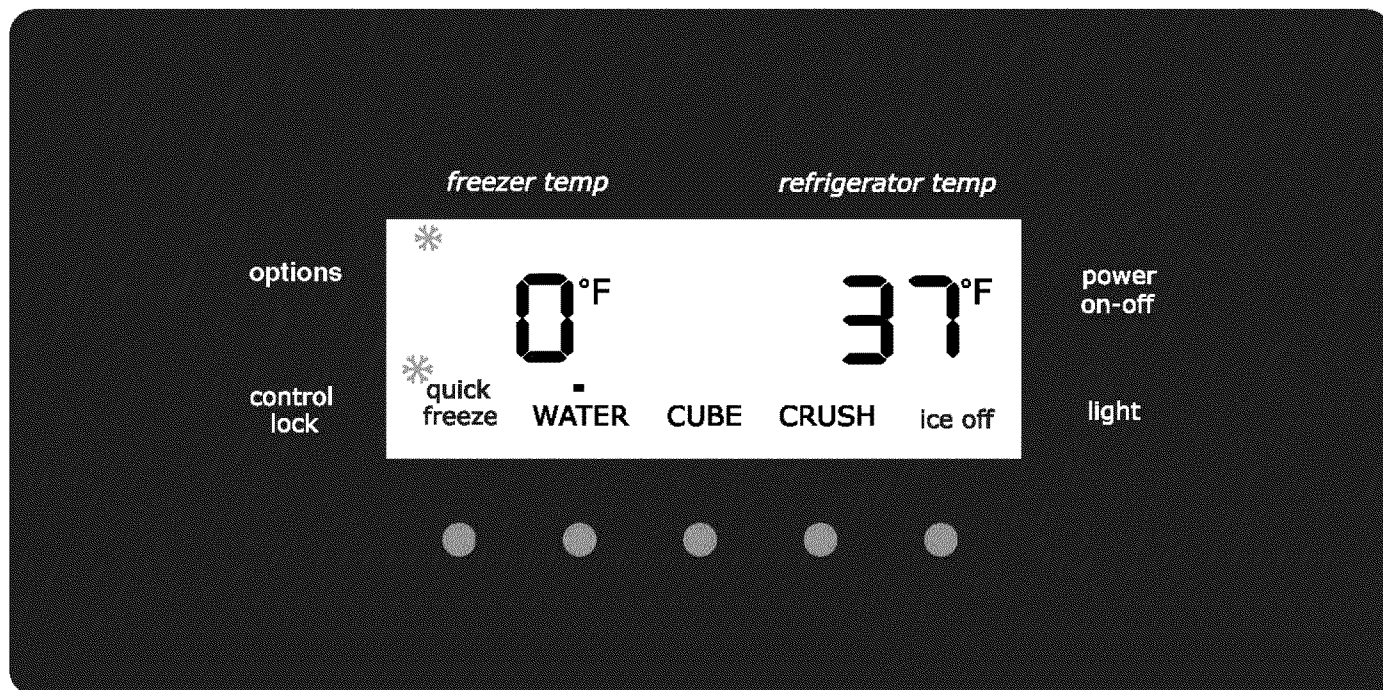 freezer temp
refrigerator temp
options
0°F
37°F
power
on-off
control
lock
quick
freeze
WATER
CUBE
CRUSH
ice off
light